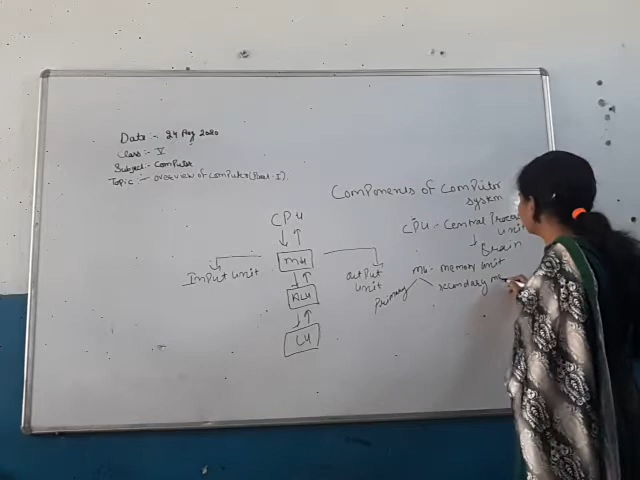 Date:- 24 Aug 2020
Class:- V
Subject- Computer
Topic:- overview of computer (Part-I)
Components of Computer
system
CPU
CPU - Central
unit
Brain
MU
Input unit
output
unit
MU- Memory unit
Primary
secondary
ALU
CU